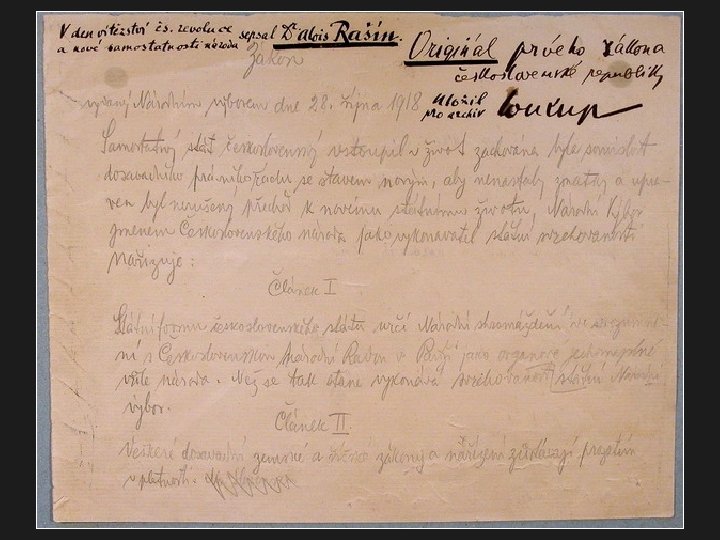 V den vítězství čs. revoluce
a nové samostatnosti národa
sepsal Dr Alois Rašín.
Originál prvého zákona
československé republiky
uložil
pro archiv
Soukup
Zákon
vydaný Národním výborem dne 28. října 1918
Samostatný stát československý vstoupil v život zachována byla souvislost
dosavadního právního řádu se stavem novým, aby nenastaly zmatky a upra-
ven byl nerušený přechod k novému státnímu životu, Národní Výbor
jménem Československého národa jako vykonavatel státní svrchovanosti
nařizuje:
Článek I
Státní formu československého státu určí Národní shromáždění ve srozumě-
ní s Československou Národní Radou v Paříži jako orgánové jednomyslné
vůle národa. Než se tak stane vykonává svrchovanost státní Národní
výbor.
Článek II.
Veškeré dosavadní zemské a říšské zákony a nařízení zůstávají prozatím
v platnosti.